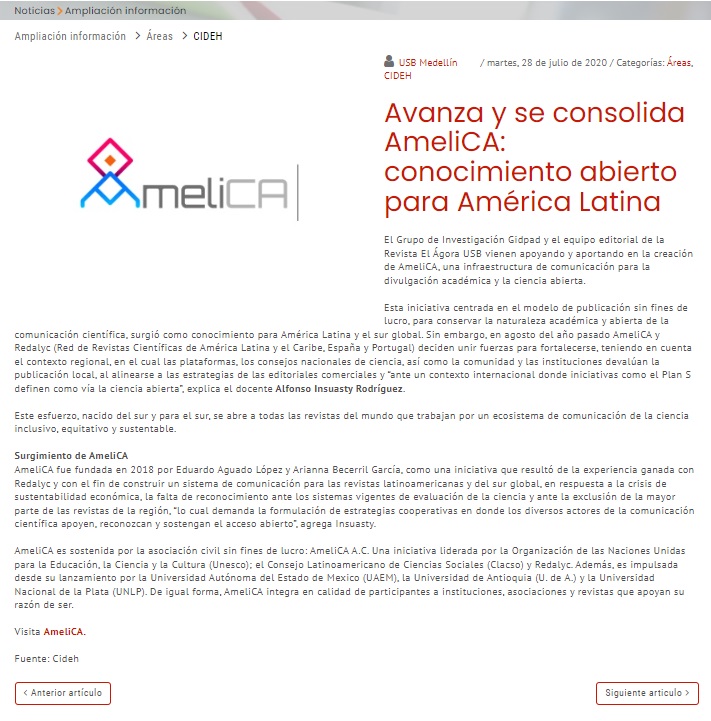 Noticias > Ampliación información
Ampliación información > Áreas > CIDEH
USB Medellín / martes, 28 de julio de 2020 / Categorías: Áreas,
CIDEH
AmeliCA
Avanza y se consolida
AmeliCA:
conocimiento abierto
para América Latina
El Grupo de Investigación Gidpad y el equipo editorial de la
Revista El Ágora USB vienen apoyando y aportando en la creación
de AmeliCA, una infraestructura de comunicación para la
divulgación académica y la ciencia abierta.
Esta iniciativa centrada en el modelo de publicación sin fines de
lucro, para conservar la naturaleza académica y abierta de la
comunicación científica, surgió como conocimiento para América Latina y el sur global. Sin embargo, en agosto del año pasado AmeliCA y
Redalyc (Red de Revistas Científicas de América Latina y el Caribe, España y Portugal) deciden unir fuerzas para fortalecerse, teniendo en cuenta
el contexto regional, en el cual las plataformas, los consejos nacionales de ciencia, así como la comunidad y las instituciones devalúan la
publicación local, al alinearse a las estrategias de las editoriales comerciales y “ante un contexto internacional donde iniciativas como el Plan S
definen como vía la ciencia abierta”, explica el docente Alfonso Insuasty Rodríguez.
Este esfuerzo, nacido del sur y para el sur, se abre a todas las revistas del mundo que trabajan por un ecosistema de comunicación de la ciencia
inclusivo, equitativo y sustentable.
Surgimiento de AmeliCA
AmeliCA fue fundada en 2018 por Eduardo Aguado López y Arianna Becerril García, como una iniciativa que resultó de la experiencia ganada con
Redalyc y con el fin de construir un sistema de comunicación para las revistas latinoamericanas y del sur global, en respuesta a la crisis de
sustentabilidad económica, la falta de reconocimiento ante los sistemas vigentes de evaluación de la ciencia y ante la exclusión de la mayor
parte de las revistas de la región, “lo cual demanda la formulación de estrategias cooperativas en donde los diversos actores de la comunicación
científica apoyen, reconozcan y sostengan el acceso abierto”, agrega Insuasty.
AmeliCA es sostenida por la asociación civil sin fines de lucro: AmeliCA A.C. Una iniciativa liderada por la Organización de las Naciones Unidas
para la Educación, la Ciencia y la Cultura (Unesco); el Consejo Latinoamericano de Ciencias Sociales (Clacso) y Redalyc. Además, es impulsada
desde su lanzamiento por la Universidad Autónoma del Estado de Mexico (UAEM), la Universidad de Antioquia (U. de A.) y la Universidad
Nacional de la Plata (UNLP). De igual forma, AmeliCA integra en calidad de participantes a instituciones, asociaciones y revistas que apoyan su
razón de ser.
Visita AmeliCA.
Fuente: Cideh
< Anterior artículo
Siguiente articulo >